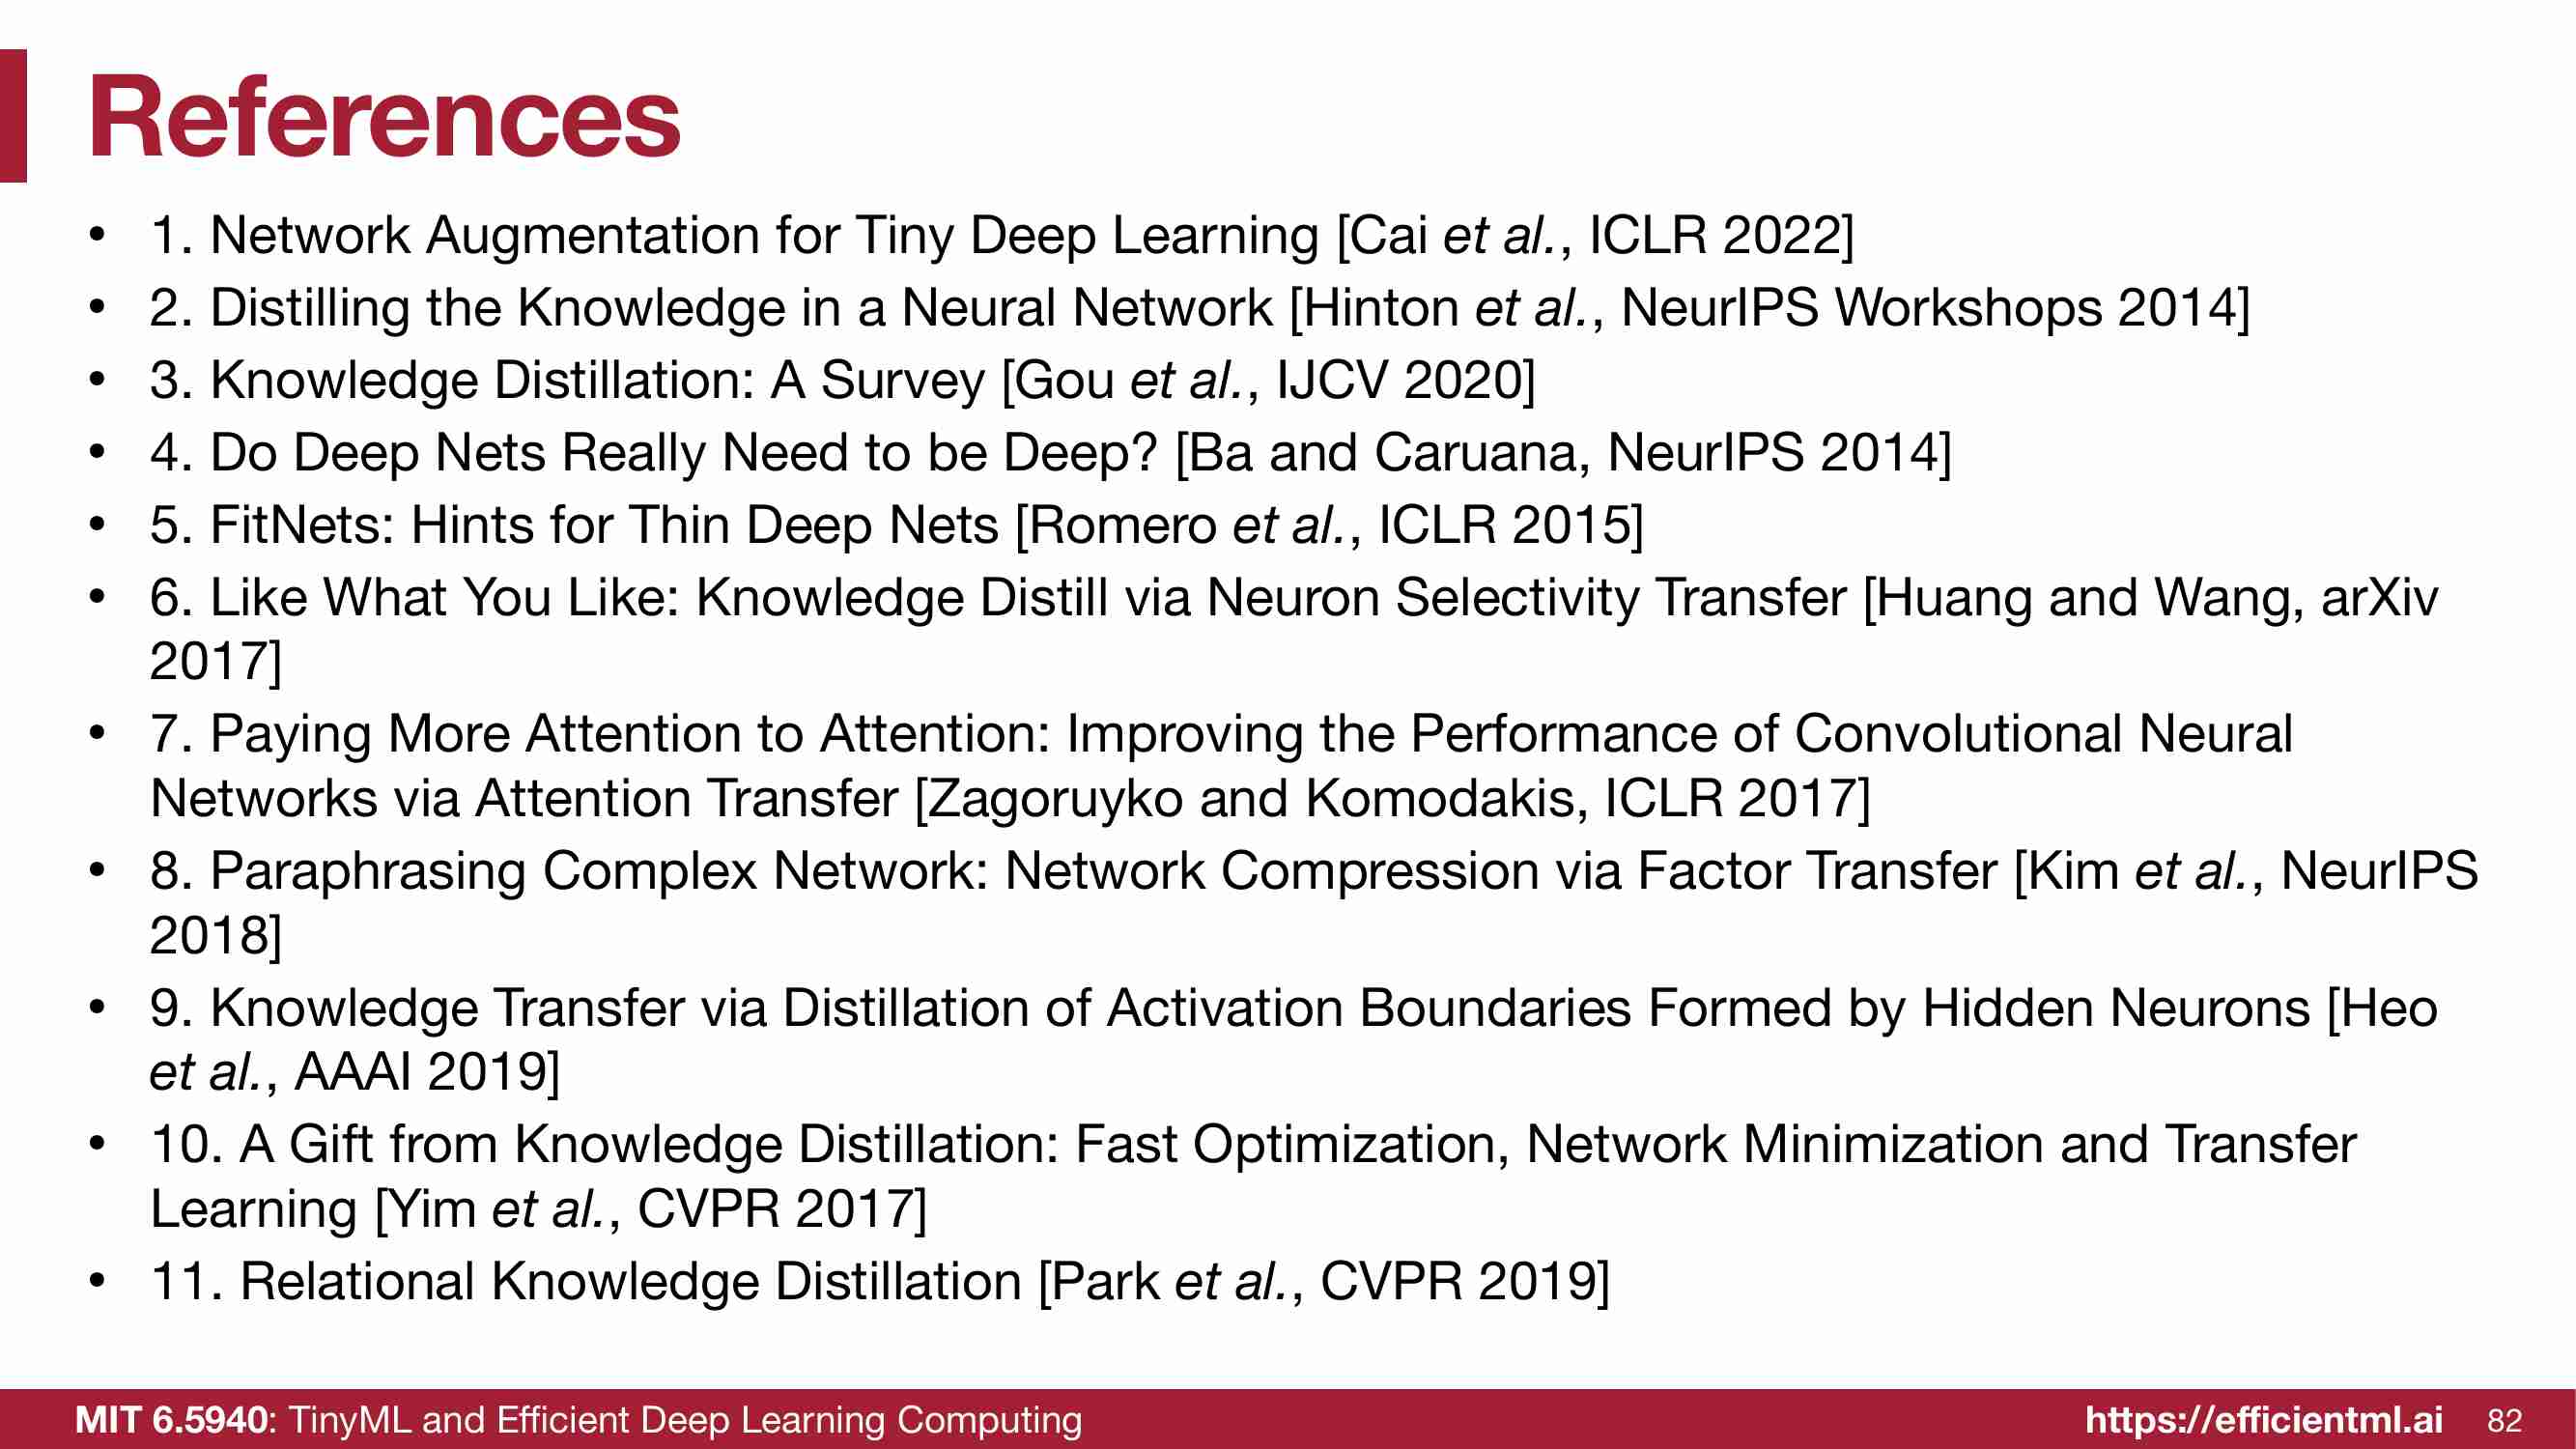 References
• 1. Network Augmentation for Tiny Deep Learning [Cai et al., ICLR 2022]
• 2. Distilling the Knowledge in a Neural Network [Hinton et al., NeurIPS Workshops 2014]
• 3. Knowledge Distillation: A Survey [Gou et al., IJCV 2020]
• 4. Do Deep Nets Really Need to be Deep? [Ba and Caruana, NeurIPS 2014]
• 5. FitNets: Hints for Thin Deep Nets [Romero et al., ICLR 2015]
• 6. Like What You Like: Knowledge Distill via Neuron Selectivity Transfer [Huang and Wang, arXiv
2017]
• 7. Paying More Attention to Attention: Improving the Performance of Convolutional Neural
Networks via Attention Transfer [Zagoruyko and Komodakis, ICLR 2017]
• 8. Paraphrasing Complex Network: Network Compression via Factor Transfer [Kim et al., NeurIPS
2018]
• 9. Knowledge Transfer via Distillation of Activation Boundaries Formed by Hidden Neurons [Heo
et al., AAAI 2019]
• 10. A Gift from Knowledge Distillation: Fast Optimization, Network Minimization and Transfer
Learning [Yim et al., CVPR 2017]
• 11. Relational Knowledge Distillation [Park et al., CVPR 2019]
MIT 6.5940: TinyML and Efficient Deep Learning Computing
https://efficientml.ai 82